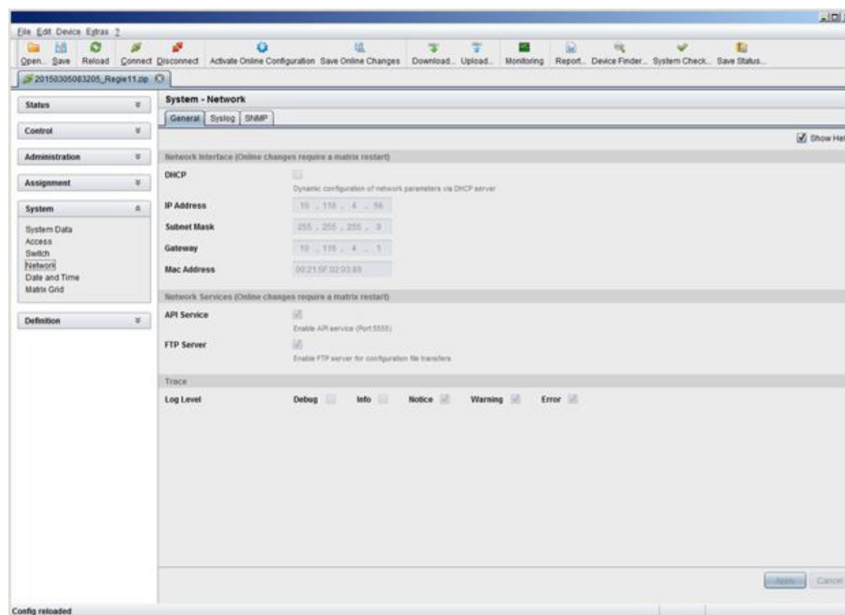 File Edit Device Extras ?
Open... Save Reload Connect Disconnect Activate Online Configuration Save Online Changes Download... Upload... Monitoring Report... Device Finder... System Check... Save Status...
20150305083205_Regie11.zip
Status
Control
Administration
Assignment
System
System Data
Access
Switch
Network
Date and Time
Matrix Grid
Definition
System - Network
General Syslog SNMP
Show Hel
Network Interface (Online changes require a matrix restart)
DHCP
Dynamic configuration of network parameters via DHCP server
IP Address 10 . 116 . 4 . 56
Subnet Mask 255 . 255 . 255 . 0
Gateway 10 . 116 . 4 . 1
Mac Address
Network Services (Online changes require a matrix restart)
API Service
Enable API service (Port 5555)
FTP Server
Enable FTP server for configuration file transfers
Trace
Log Level Debug Info Notice Warning Error
Apply Cancel
Config reloaded